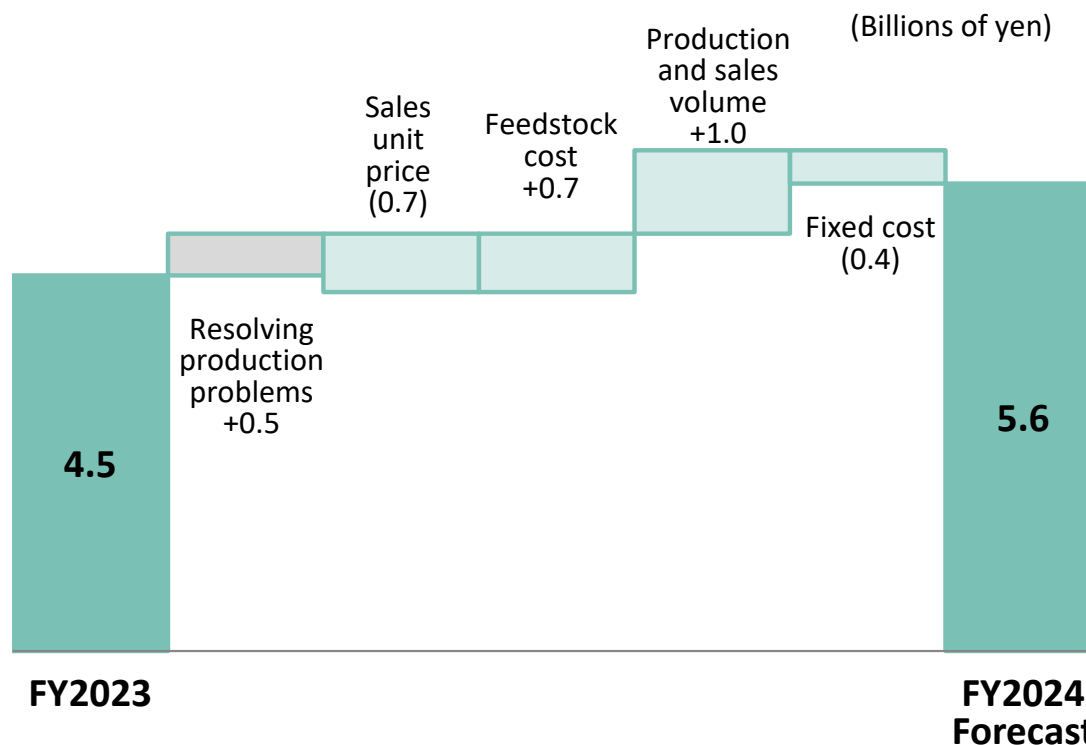 (Billions of yen)
4.5
Resolving
production
problems
+0.5
Sales
unit
price
(0.7)
Feedstock
cost
+0.7
Production
and sales
volume
+1.0
Fixed cost
(0.4)
5.6
FY2023
FY2024
Forecast